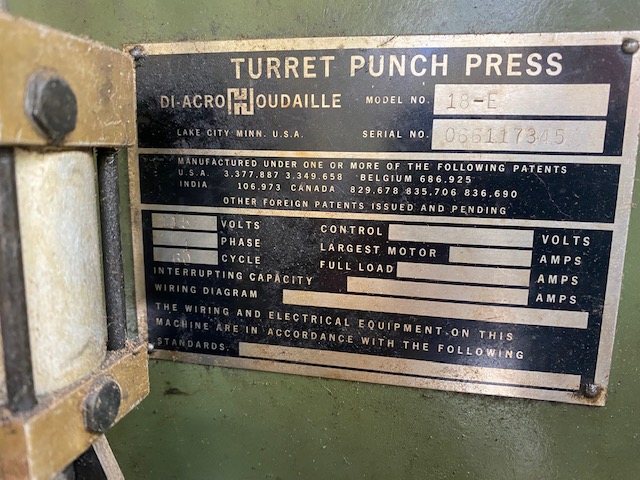 TURRET PUNCH PRESS
DI-ACRO HOUDAILLE MODEL NO. 18-E
LAKE CITY MINN. U.S.A. SERIAL NO. 066117345
MANUFACTURED UNDER ONE OR MORE OF THE FOLLOWING PATENTS
U.S.A. 3,377.887 3,349.658 BELGIUM 686.925
INDIA 106,973 CANADA 829,678 835,706 836,690
OTHER FOREIGN PATENTS ISSUED AND PENDING
VOLTS CONTROL VOLTS
PHASE LARGEST MOTOR AMPS
60 CYCLE FULL LOAD AMPS
INTERRUPTING CAPACITY AMPS
WIRING DIAGRAM
THE WIRING AND ELECTRICAL EQUIPMENT ON THIS
MACHINE ARE IN ACCORDANCE WITH THE FOLLOWING
STANDARDS: